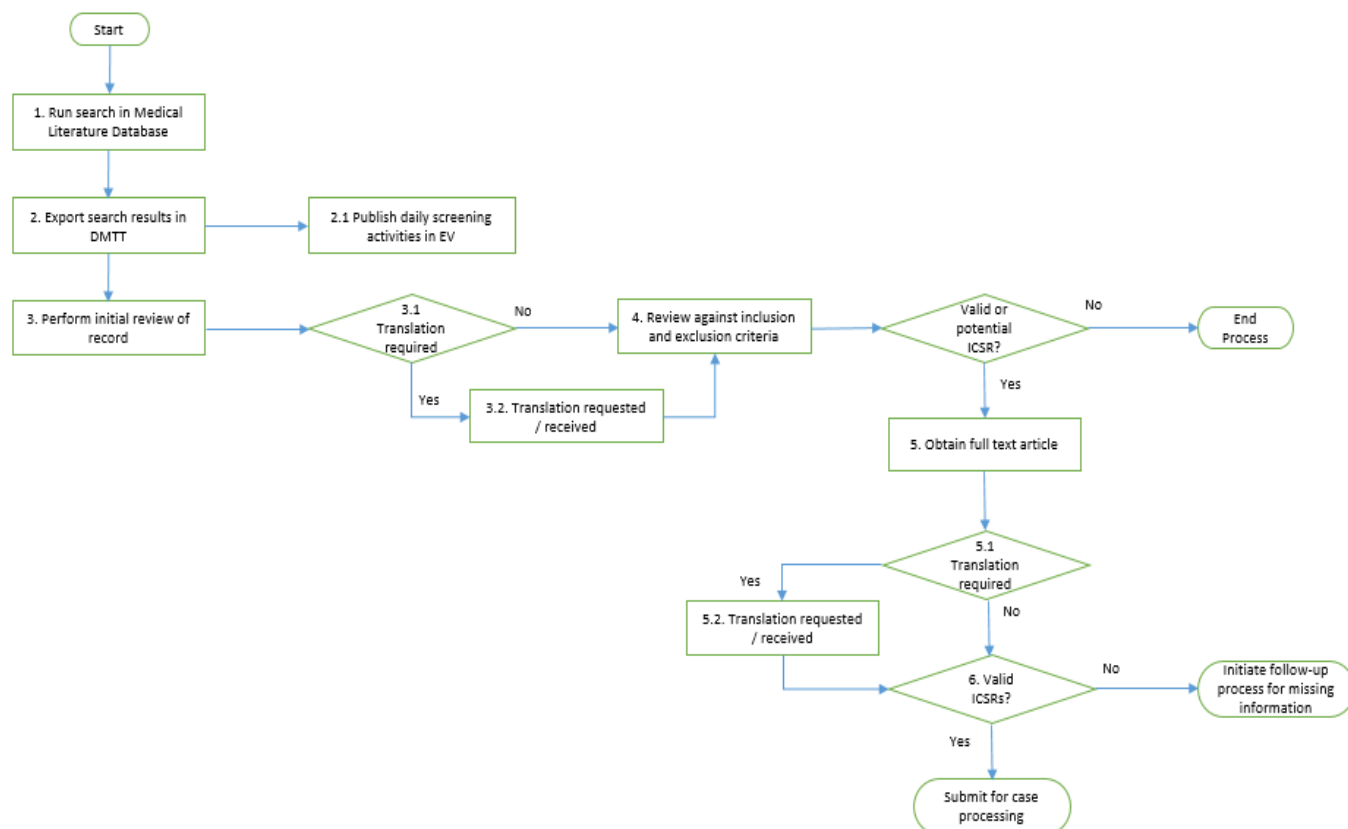 Start
1. Run search in Medical
Literature Database
2. Export search results in
DMTT
2.1 Publish daily screening
activities in EV
3. Perform initial review of
record
3.1
Translation
required
No
Yes
3.2. Translation requested
/ received
4. Review against inclusion
and exclusion criteria
Valid or
potential
ICSR?
No
End
Process
Yes
5. Obtain full text article
5.1
Translation
required
Yes
5.2. Translation requested
/ received
No
6. Valid
ICSRs?
No
Initiate follow-up
process for missing
information
Yes
Submit for case
processing